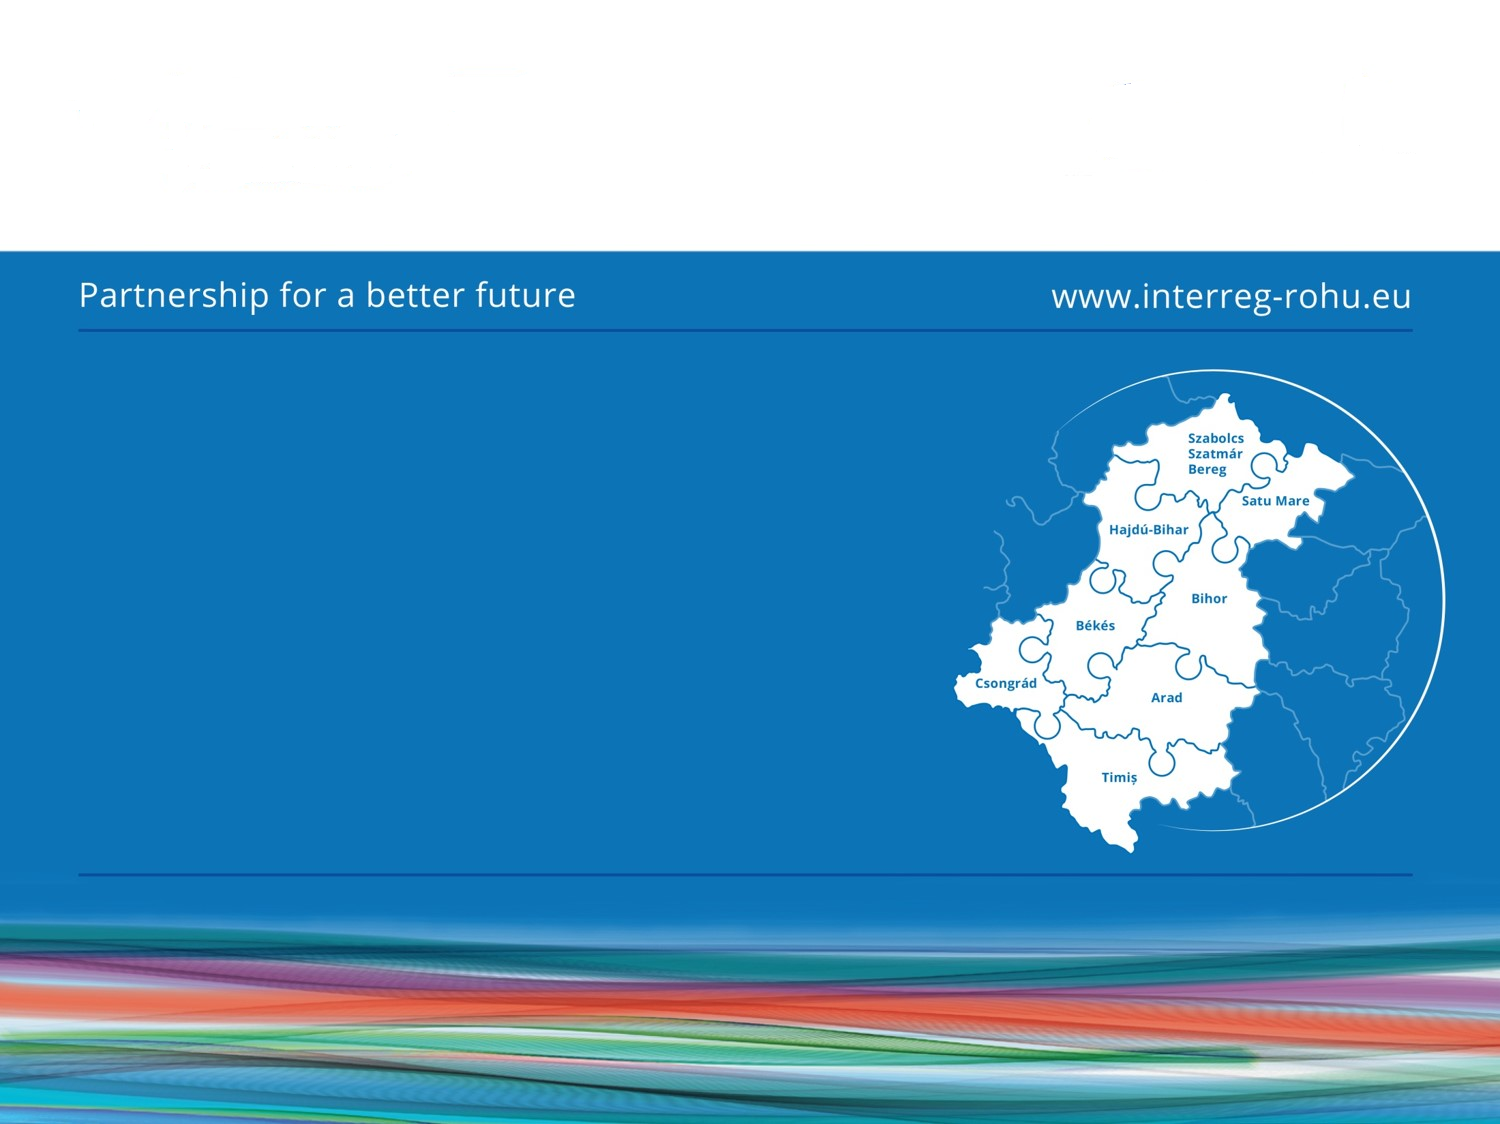 Partnership for a better future
www.interreg-rohu.eu
Szabolcs
Szatmár
Bereg
Satu Mare
Hajdú-Bihar
Bihor
Békés
Csongrád
Arad
Timiș